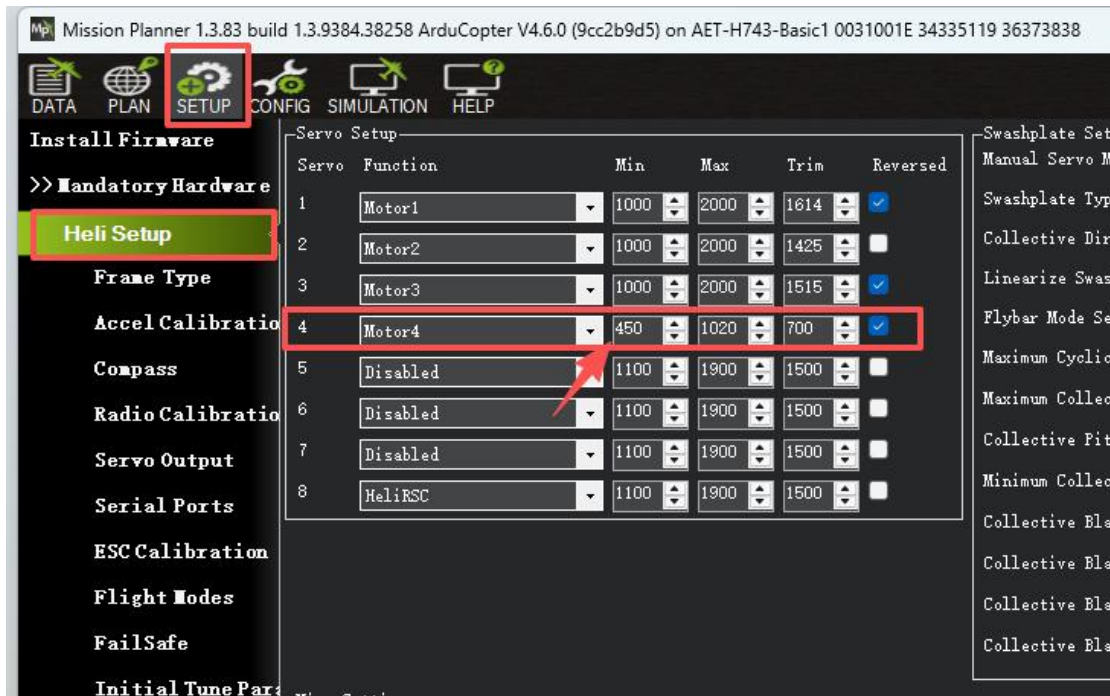 Mission Planner 1.3.83 build 1.3.9384.38258 ArduCopter V4.6.0 (9cc2b9d5) on AET-H743-Basic1 0031001E 34335119 36373838
DATA PLAN SETUP CONFIG SIMULATION HELP
Install Firmware
>> Mandatory Hardware
Heli Setup
Frame Type
Accel Calibratio
Compass
Radio Calibratio
Servo Output
Serial Ports
ESC Calibration
Flight Modes
FailSafe
Initial Tune Par
Servo Setup
Servo Function Min Max Trim Reversed
1 Motor1 1000 2000 1614
2 Motor2 1000 2000 1425
3 Motor3 1000 2000 1515
4 Motor4 450 1020 700
5 Disabled 1100 1900 1500
6 Disabled 1100 1900 1500
7 Disabled 1100 1900 1500
8 HeliRSC 1100 1900 1500
Swashplate Set
Manual Servo M
Swashplate Typ
Collective Dir
Linearize Swas
Flybar Mode Se
Maximum Cyclic
Maximum Collec
Collective Pit
Minimum Collec
Collective Bla
Collective Bla
Collective Bla
Collective Bla